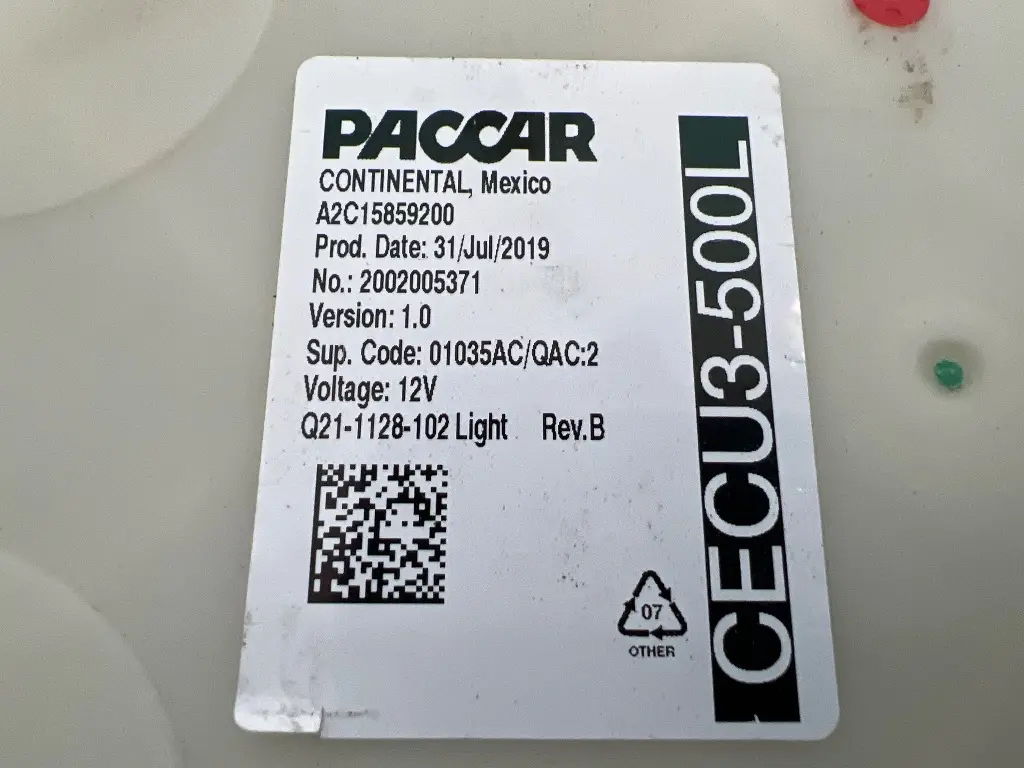 PACCAR
CONTINENTAL, Mexico
A2C15859200
Prod. Date: 31/Jul/2019
No.: 2002005371
Version: 1.0
Sup. Code: 01035AC/QAC:2
Voltage: 12V
Q21-1128-102 Light Rev.B
07
OTHER
CECU3-500L